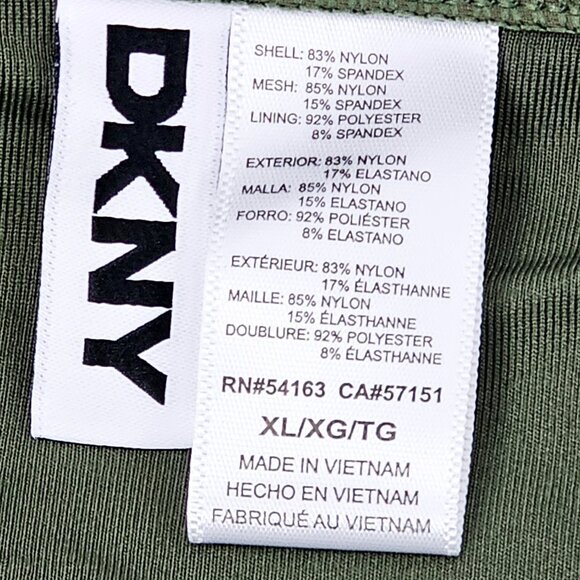 DKNY
SHELL: 83% NYLON
17% SPANDEX
MESH: 85% NYLON
15% SPANDEX
LINING: 92% POLYESTER
8% SPANDEX
EXTERIOR: 83% NYLON
17% ELASTANO
MALLA: 85% NYLON
15% ELASTANO
FORRO: 92% POLIÉSTER
8% ELASTANO
EXTÉRIEUR: 83% NYLON
17% ÉLASTHANNE
MAILLE: 85% NYLON
15% ÉLASTHANNE
DOUBLURE: 92% POLYESTER
8% ÉLASTHANNE
RN#54163 CA#57151
XL/XG/TG
MADE IN VIETNAM
HECHO EN VIETNAM
FABRIQUÉ AU VIETNAM